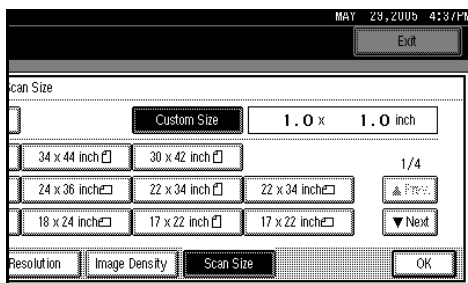 MAY 29,2005 4:37PM
Exit
Scan Size
Custom Size 1.0 x 1.0 inch
34 x 44 inch 30 x 42 inch 1/4
24 x 36 inch 22 x 34 inch 22 x 34 inch ▲ Prev.
18 x 24 inch 17 x 22 inch 17 x 22 inch ▼ Next
Resolution Image Density Scan Size OK